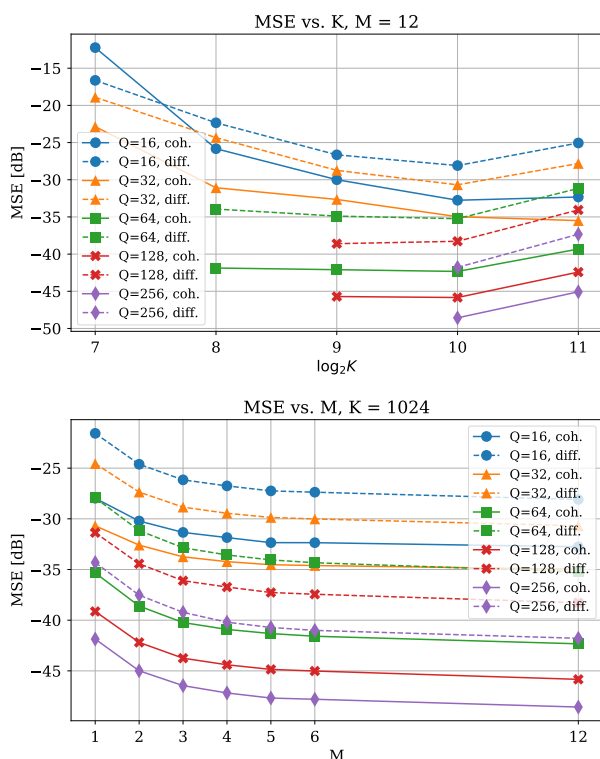 MSE vs. K, M = 12
MSE [dB]
−15
−20
−25
−30
−35
−40
−45
−50
Q=16, coh.
Q=16, diff.
Q=32, coh.
Q=32, diff.
Q=64, coh.
Q=64, diff.
Q=128, coh.
Q=128, diff.
Q=256, coh.
Q=256, diff.
7 8 9 10 11
log₂K
MSE vs. M, K = 1024
MSE [dB]
−25
−30
−35
−40
−45
Q=16, coh.
Q=16, diff.
Q=32, coh.
Q=32, diff.
Q=64, coh.
Q=64, diff.
Q=128, coh.
Q=128, diff.
Q=256, coh.
Q=256, diff.
1 2 3 4 5 6 12
M